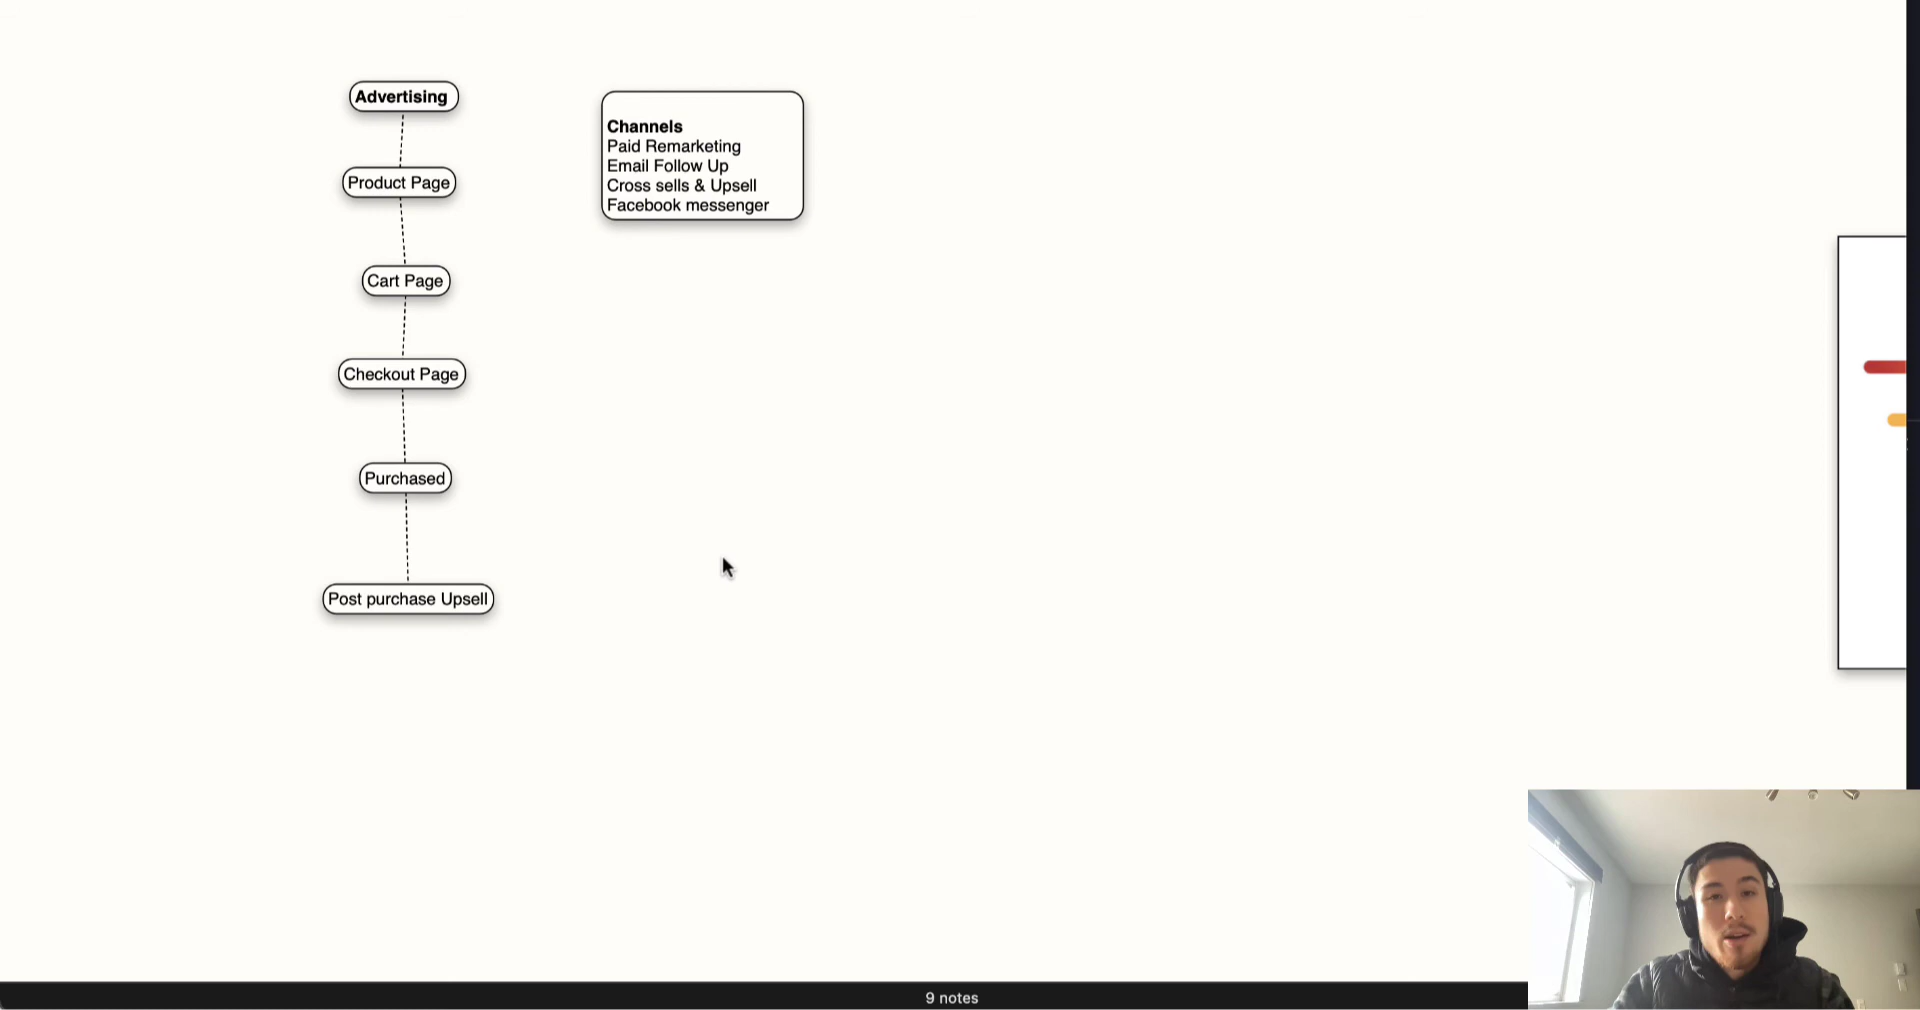 Advertising
Product Page
Cart Page
Checkout Page
Purchased
Post purchase Upsell
Channels
Paid Remarketing
Email Follow Up
Cross sells & Upsell
Facebook messenger
9 notes